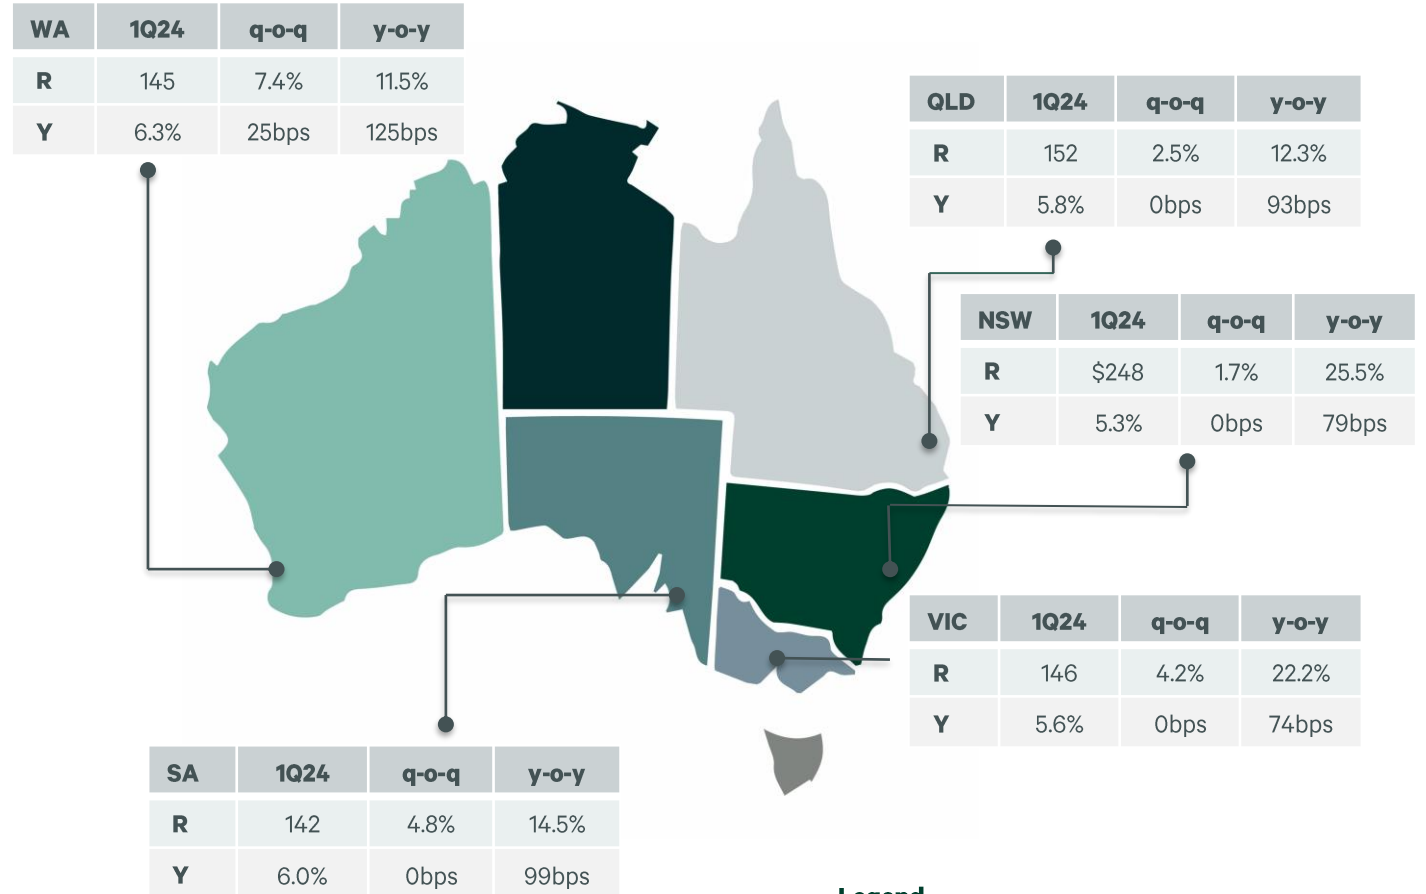 WA 1Q24 q-o-q y-o-y
R 145 7.4% 11.5%
Y 6.3% 25bps 125bps
QLD 1Q24 q-o-q y-o-y
R 152 2.5% 12.3%
Y 5.8% 0bps 93bps
NSW 1Q24 q-o-q y-o-y
R $248 1.7% 25.5%
Y 5.3% 0bps 79bps
VIC 1Q24 q-o-q y-o-y
R 146 4.2% 22.2%
Y 5.6% 0bps 74bps
SA 1Q24 q-o-q y-o-y
R 142 4.8% 14.5%
Y 6.0% 0bps 99bps
Legend